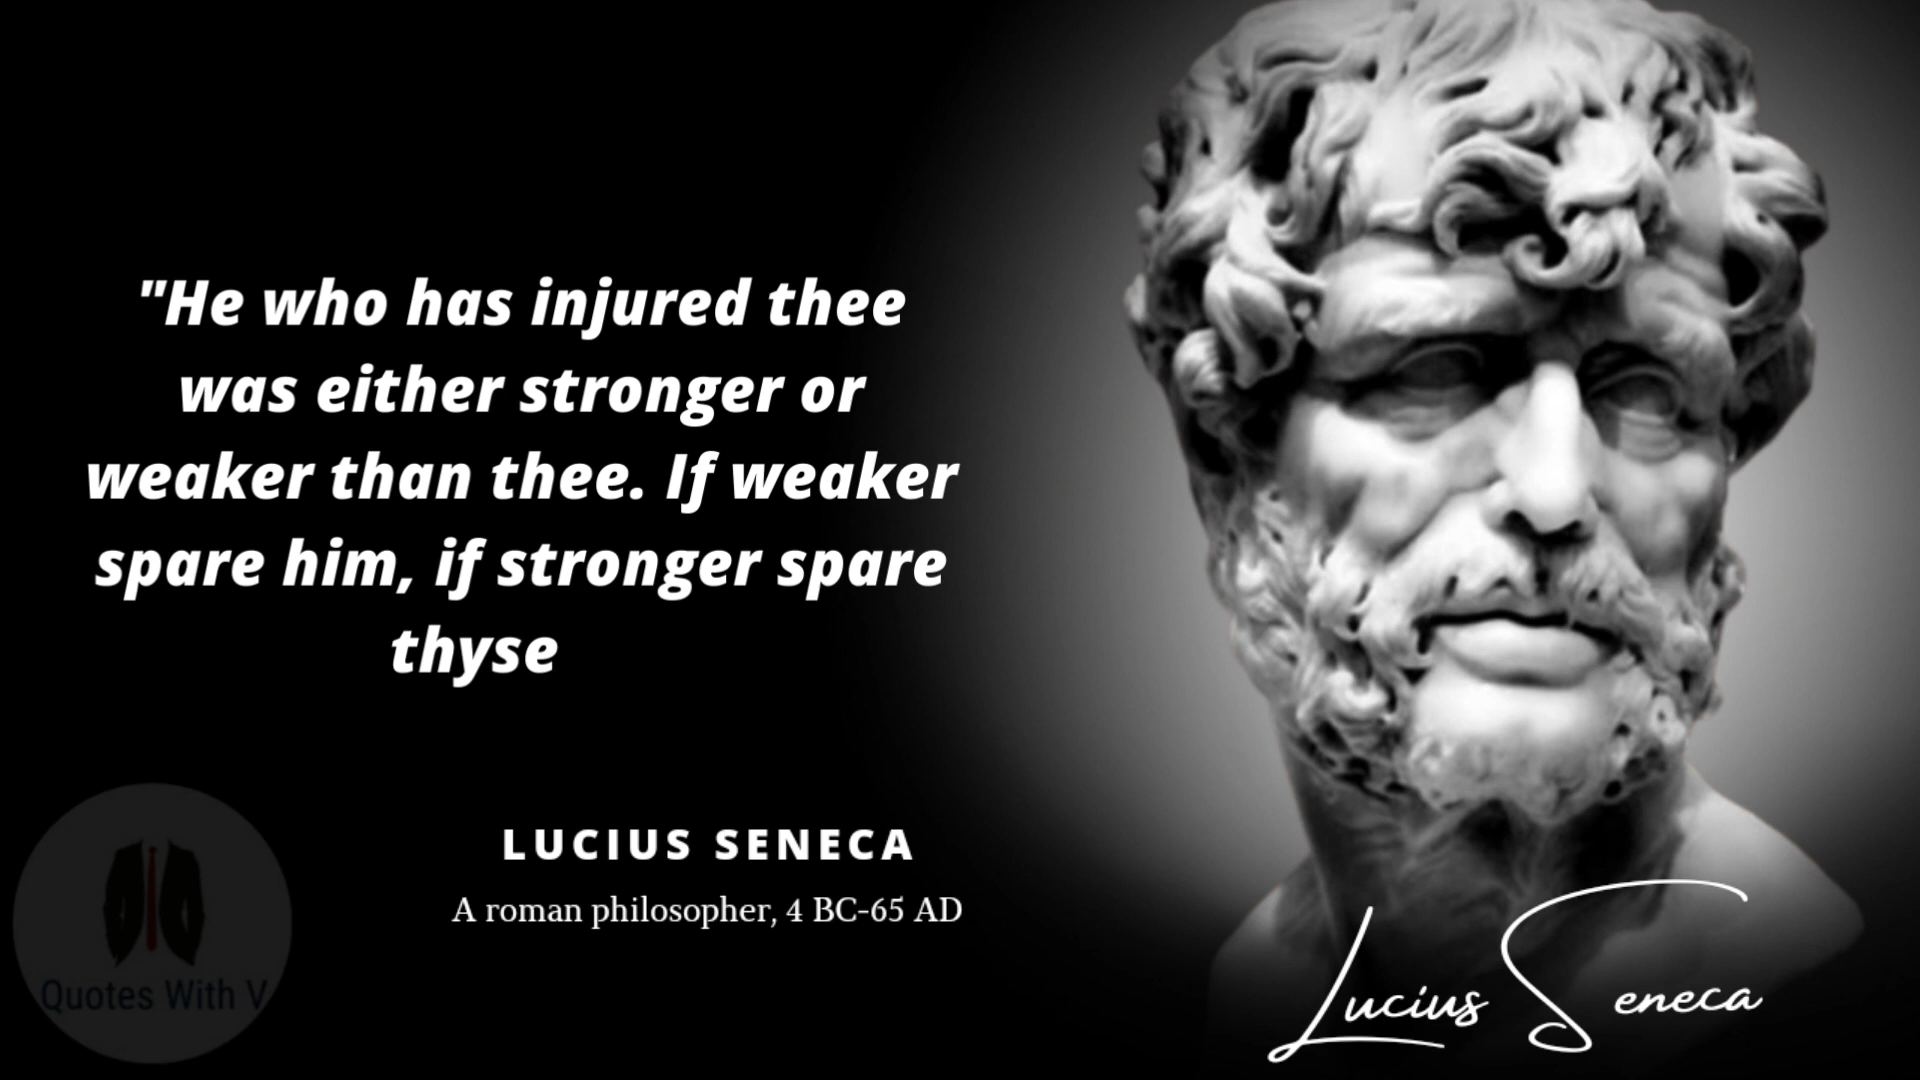 "He who has injured thee
was either stronger or
weaker than thee. If weaker
spare him, if stronger spare
thyse
LUCIUS SENECA
A roman philosopher, 4 BC-65 AD
Quotes With V
Lucius Seneca